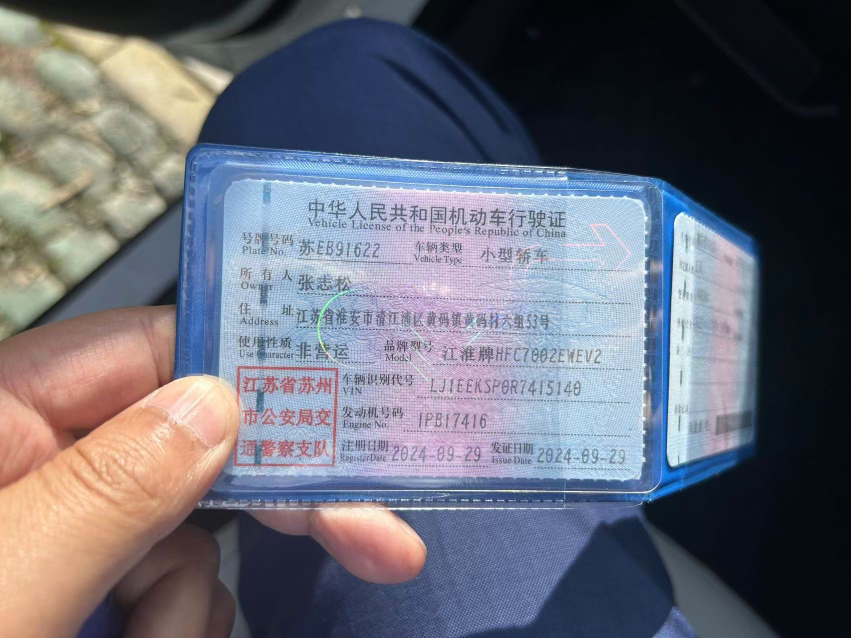 中华人民共和国机动车行驶证
Vehicle License of the People's Republic of China
号牌号码 苏EB91622 车辆类型 小型轿车
Plate No. Vehicle Type
所有人 张志松
Owner
住址 江苏省淮安市清江浦区黄码镇黄码村六组53号
Address
使用性质 非营运 品牌型号 江淮牌HFC7002EWEV2
Use Character Model
江苏省苏州
市公安局交
通警察支队
车辆识别代号 LJ1EEKSP0R7415140
VIN
发动机号码 1PB17416
Engine No.
注册日期 2024-09-29 发证日期 2024-09-29
Register Date Issue Date